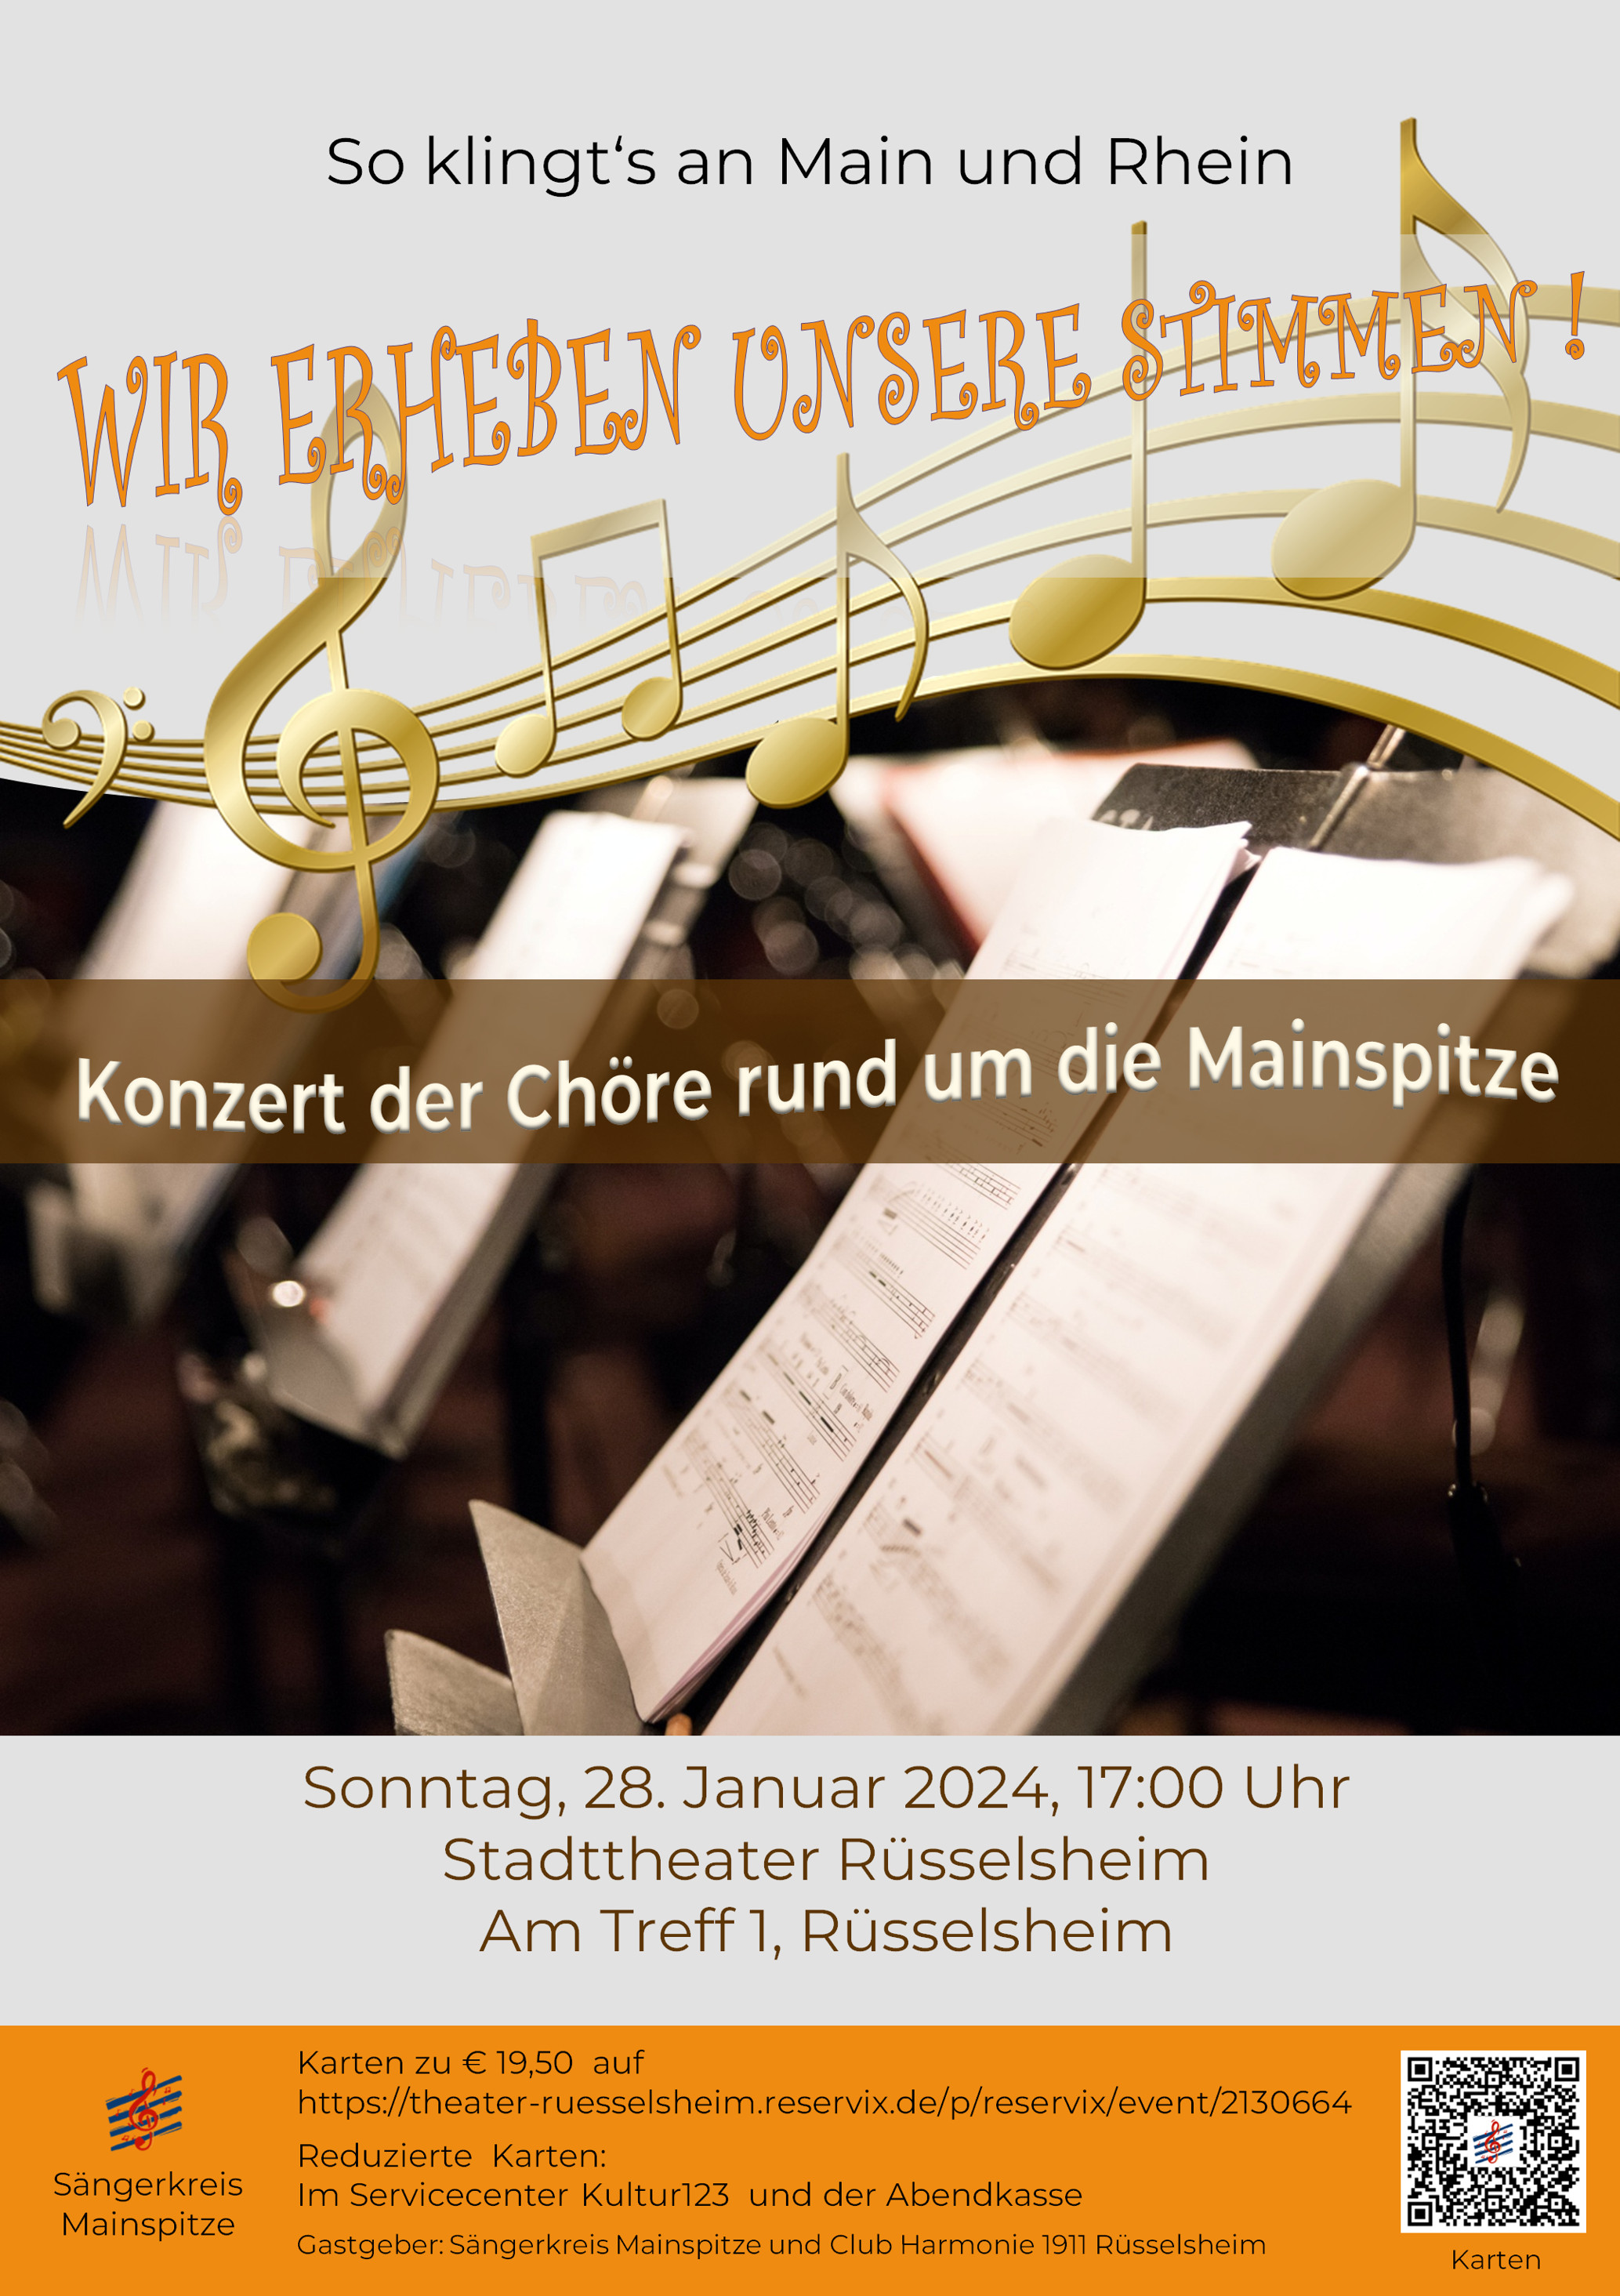 So klingt‘s an Main und Rhein
WIR ERHEBEN UNSERE STIMMEN !
Konzert der Chöre rund um die Mainspitze
Sonntag, 28. Januar 2024, 17:00 Uhr
Stadttheater Rüsselsheim
Am Treff 1, Rüsselsheim
Karten zu € 19,50 auf
https://theater-ruesselsheim.reservix.de/p/reservix/event/2130664
Reduzierte Karten:
Im Servicecenter Kultur123 und der Abendkasse
Gastgeber: Sängerkreis Mainspitze und Club Harmonie 1911 Rüsselsheim
Sängerkreis
Mainspitze
Karten